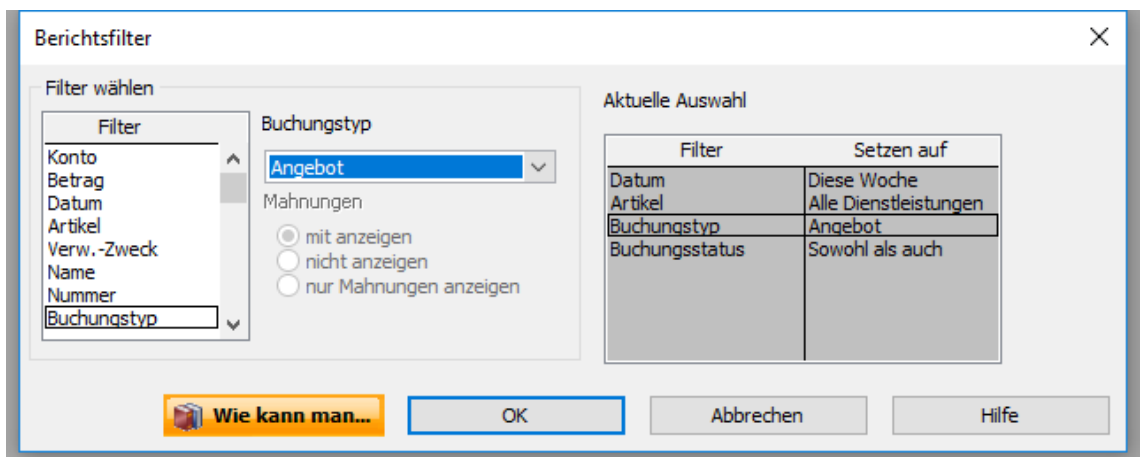 Berichtsfilter
Filter wählen
Filter
Konto
Betrag
Datum
Artikel
Verw.-Zweck
Name
Nummer
Buchungstyp
Buchungstyp
Angebot
Mahnungen
mit anzeigen
nicht anzeigen
nur Mahnungen anzeigen
Aktuelle Auswahl
Filter Setzen auf
Datum Diese Woche
Artikel Alle Dienstleistungen
Buchungstyp Angebot
Buchungsstatus Sowohl als auch
Wie kann man... OK Abbrechen Hilfe